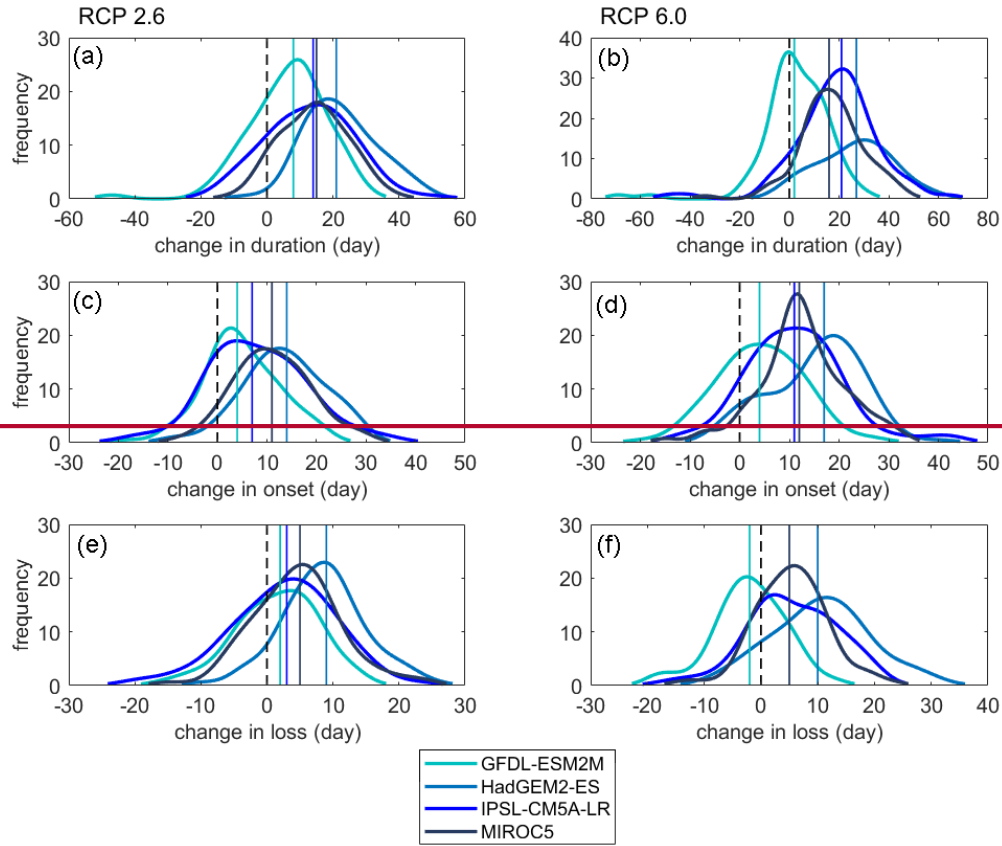 RCP 2.6
RCP 6.0
(a)
30
20
10
0
frequency
-60 -40 -20 0 20 40 60
change in duration (day)
(b)
40
30
20
10
0
-80 -60 -40 -20 0 20 40 60 80
change in duration (day)
(c)
30
20
10
0
frequency
-30 -20 -10 0 10 20 30 40 50
change in onset (day)
(d)
30
20
10
0
-30 -20 -10 0 10 20 30 40 50
change in onset (day)
(e)
30
20
10
0
frequency
-30 -20 -10 0 10 20 30
change in loss (day)
(f)
30
20
10
0
-30 -20 -10 0 10 20 30 40
change in loss (day)
GFDL-ESM2M
HadGEM2-ES
IPSL-CM5A-LR
MIROC5